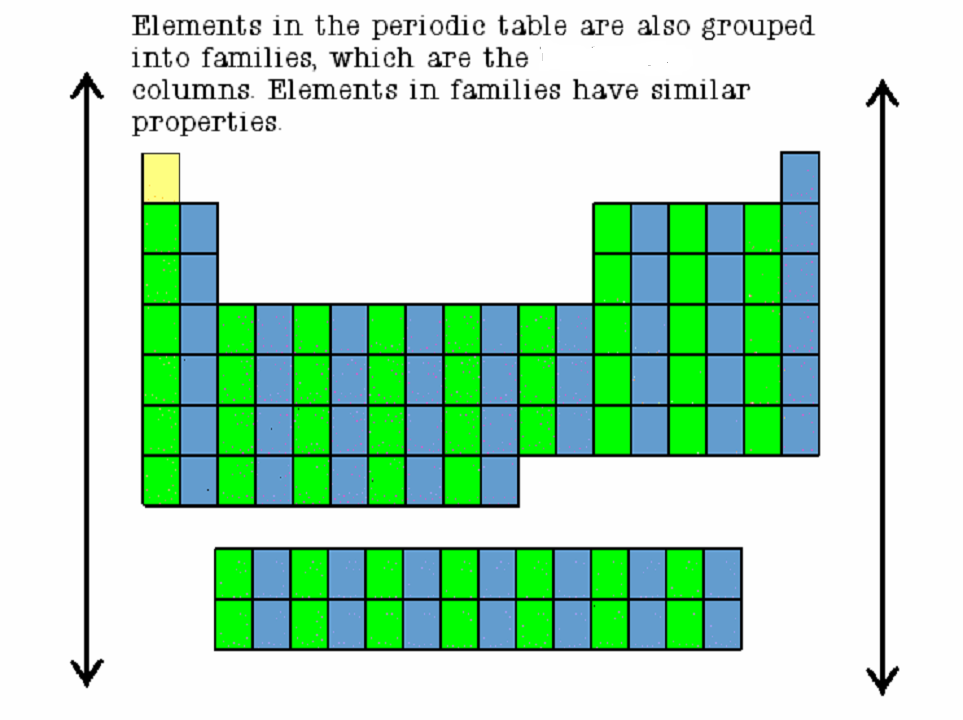 Elements in the periodic table are also grouped
into families, which are the
columns. Elements in families have similar
properties.